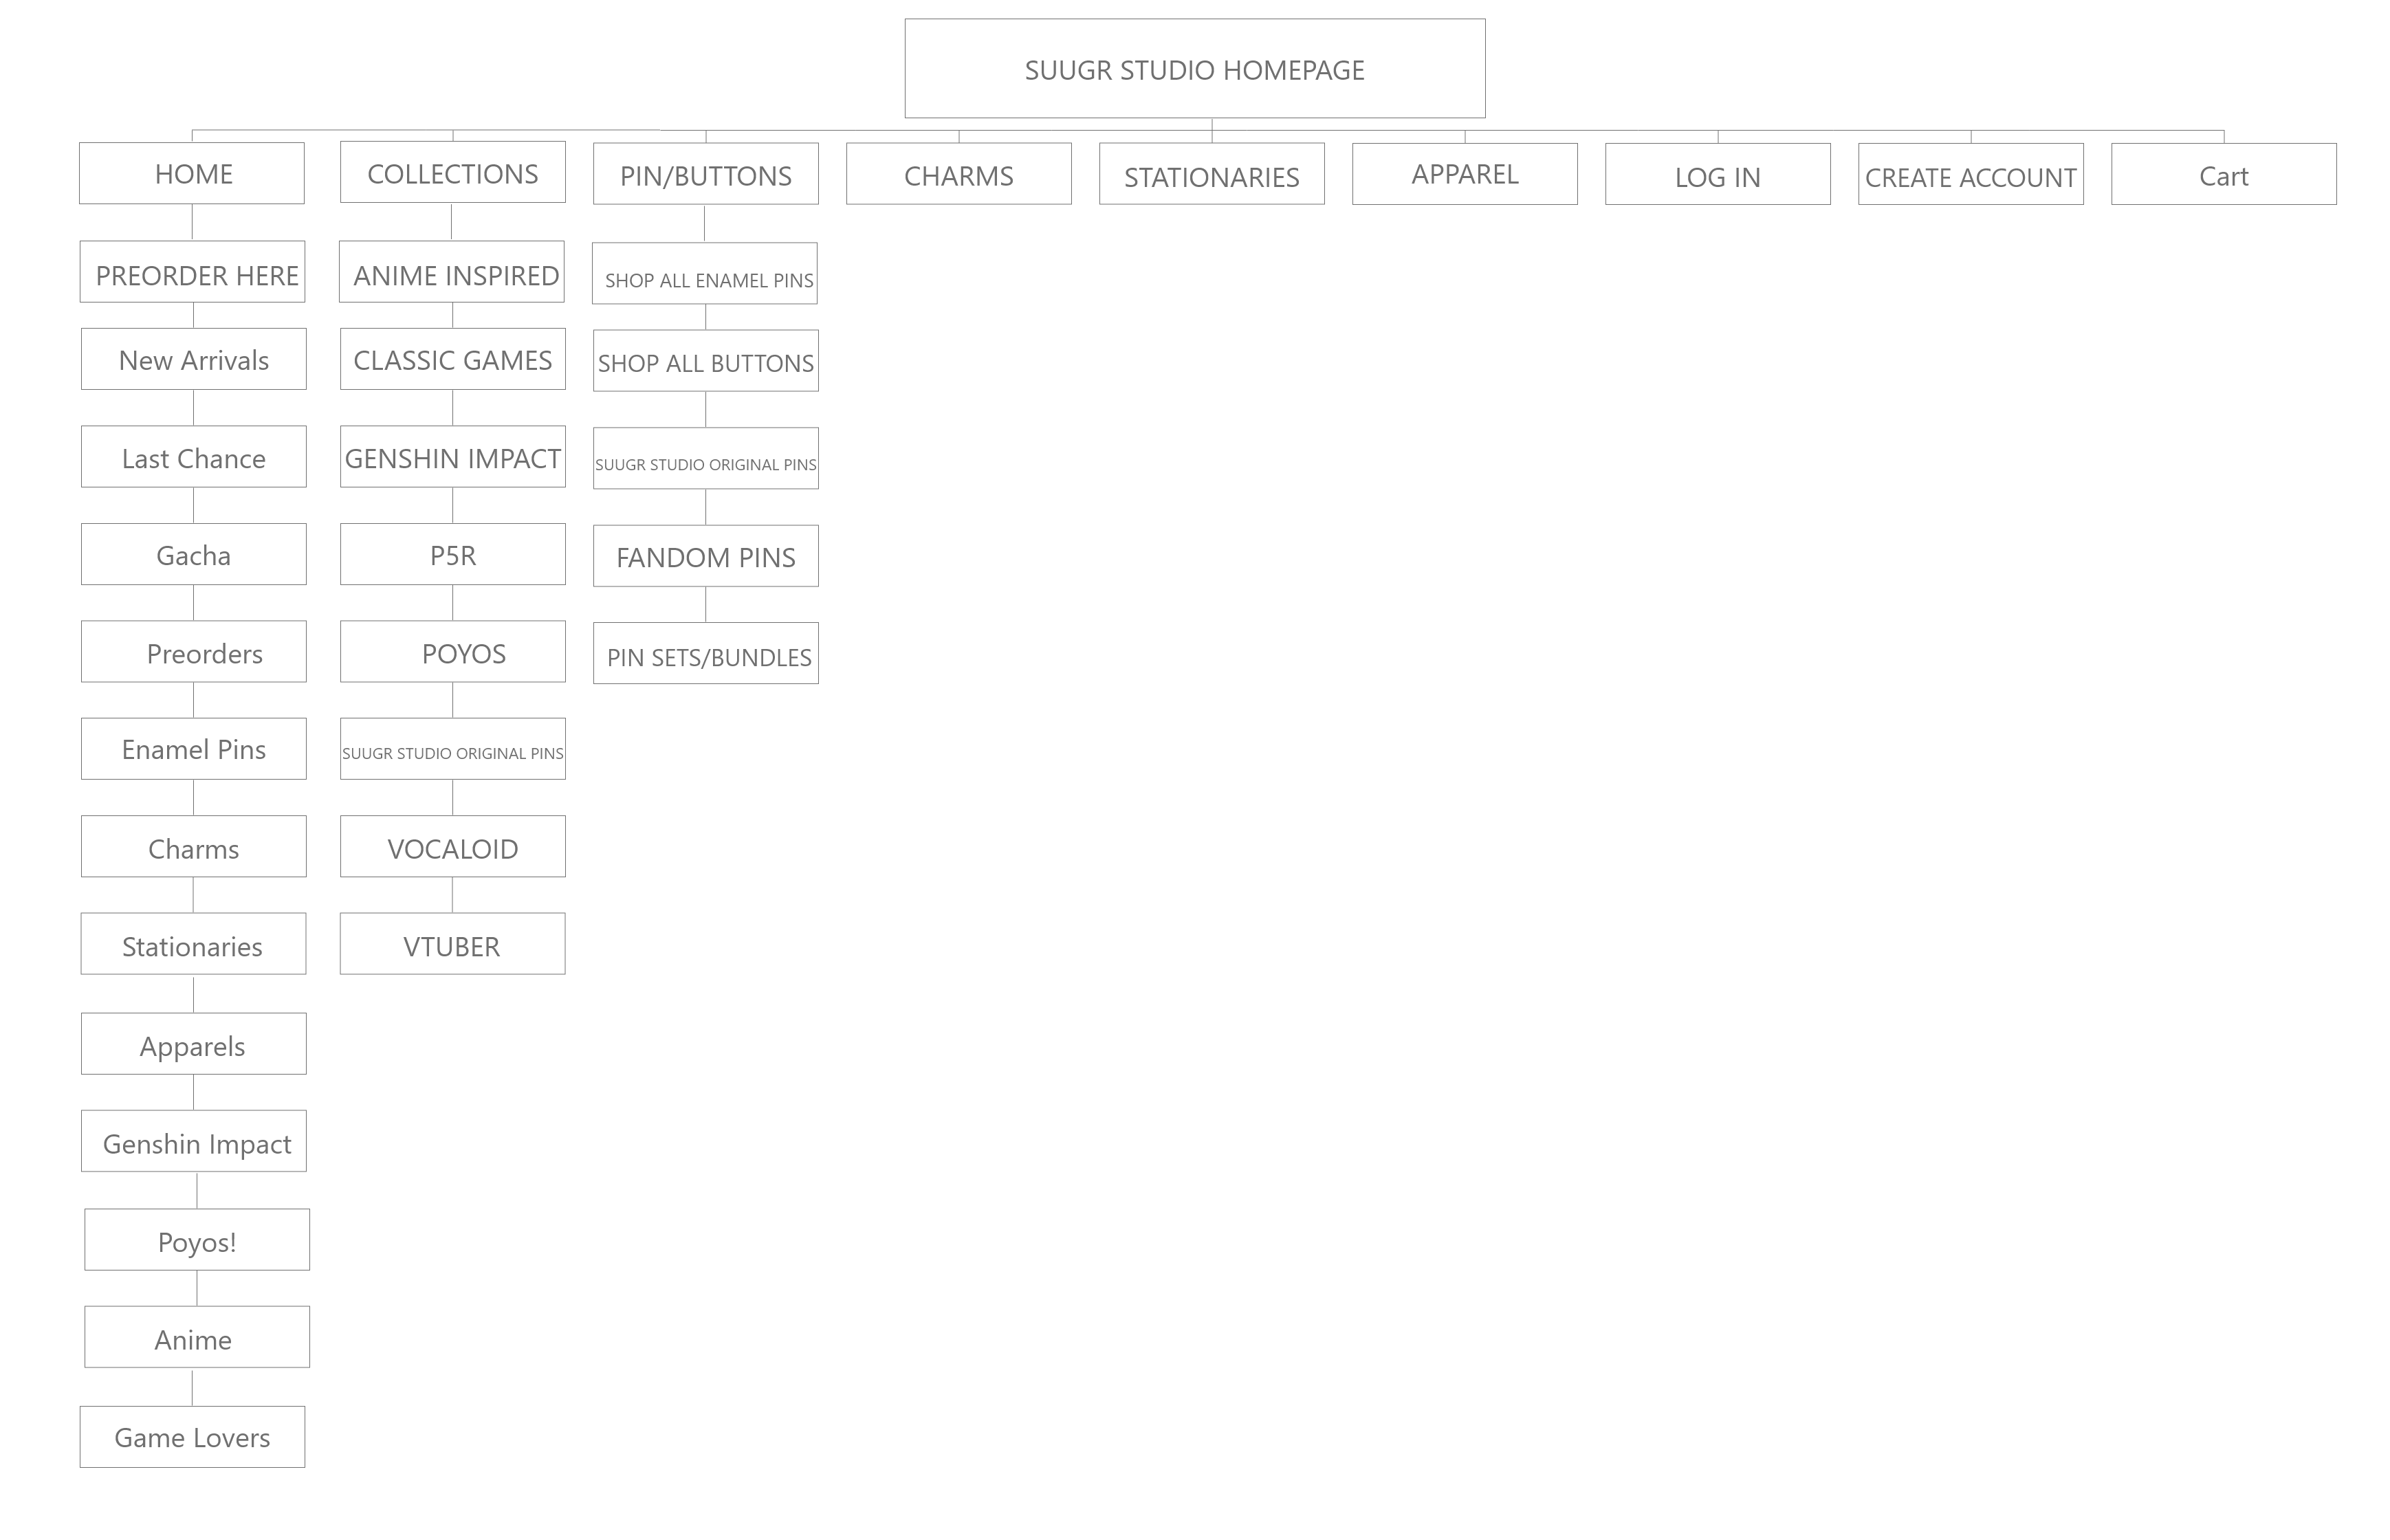 SUUGR STUDIO HOMEPAGE
HOME
COLLECTIONS
PIN/BUTTONS
CHARMS
STATIONARIES
APPAREL
LOG IN
CREATE ACCOUNT
Cart
PREORDER HERE
New Arrivals
Last Chance
Gacha
Preorders
Enamel Pins
Charms
Stationaries
Apparels
Genshin Impact
Poyos!
Anime
Game Lovers
ANIME INSPIRED
CLASSIC GAMES
GENSHIN IMPACT
P5R
POYOS
SUUGR STUDIO ORIGINAL PINS
VOCALOID
VTUBER
SHOP ALL ENAMEL PINS
SHOP ALL BUTTONS
SUUGR STUDIO ORIGINAL PINS
FANDOM PINS
PIN SETS/BUNDLES